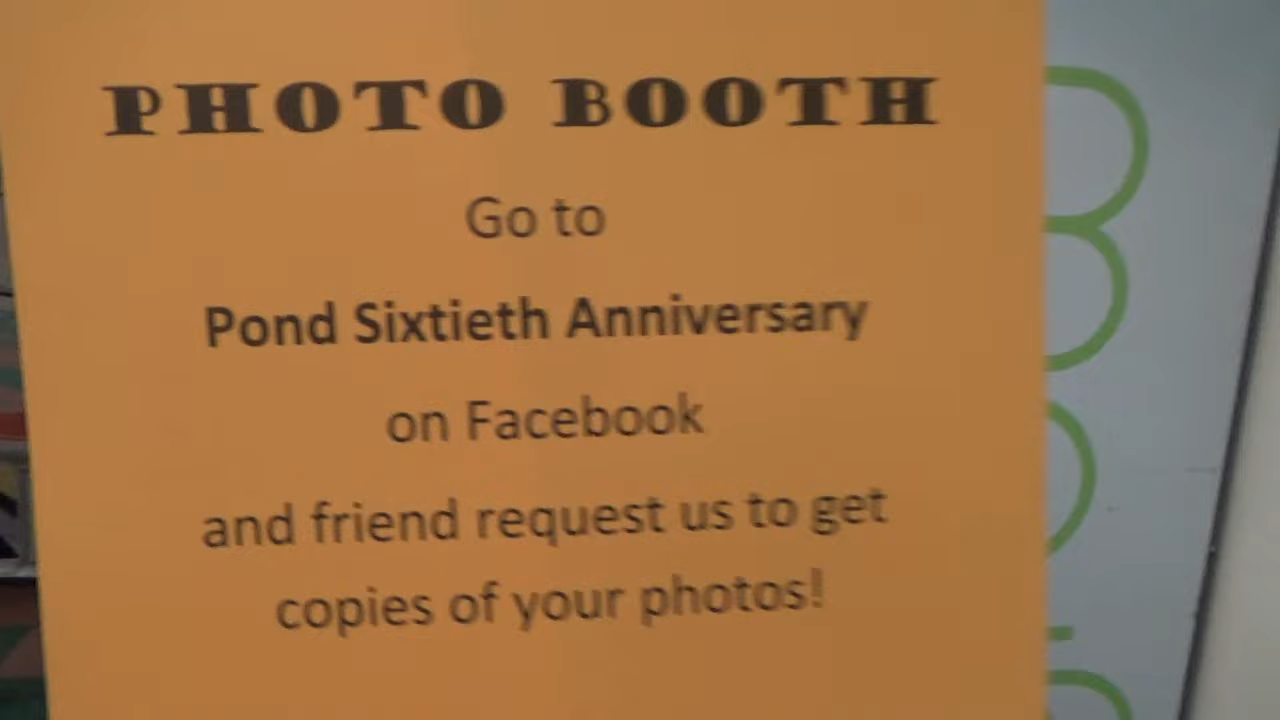 PHOTO BOOTH
Go to
Pond Sixtieth Anniversary
on Facebook
and friend request us to get
copies of your photos!